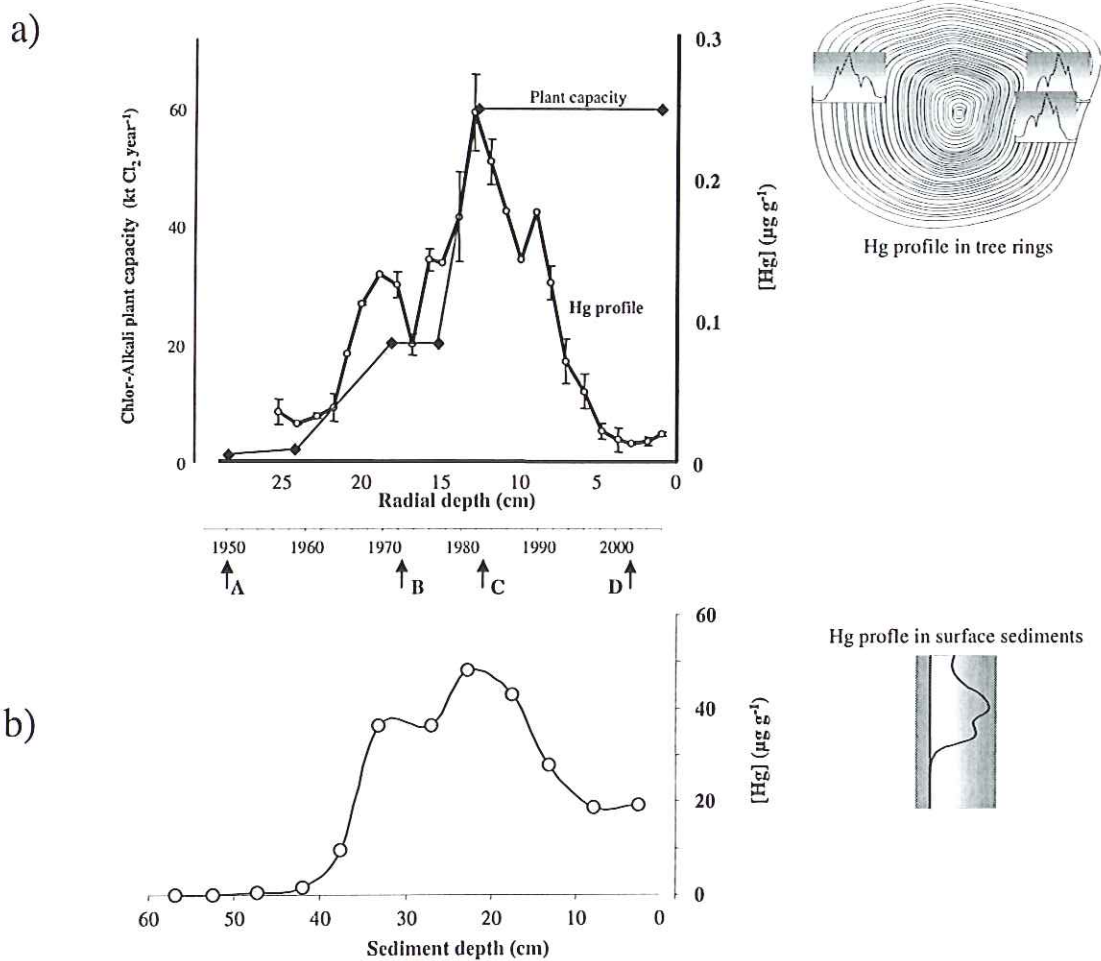 a)
Chlor-Alkali plant capacity (kt Cl₂ year⁻¹)
60
40
20
0
0.3
0.2
0.1
0
[Hg] (µg g⁻¹)
Plant capacity
Hg profile
25 20 15 10 5 0
Radial depth (cm)
Hg profile in tree rings
1950 1960 1970 1980 1990 2000
A B C D
b)
60
40
20
0
[Hg] (µg g⁻¹)
60 50 40 30 20 10 0
Sediment depth (cm)
Hg profle in surface sediments